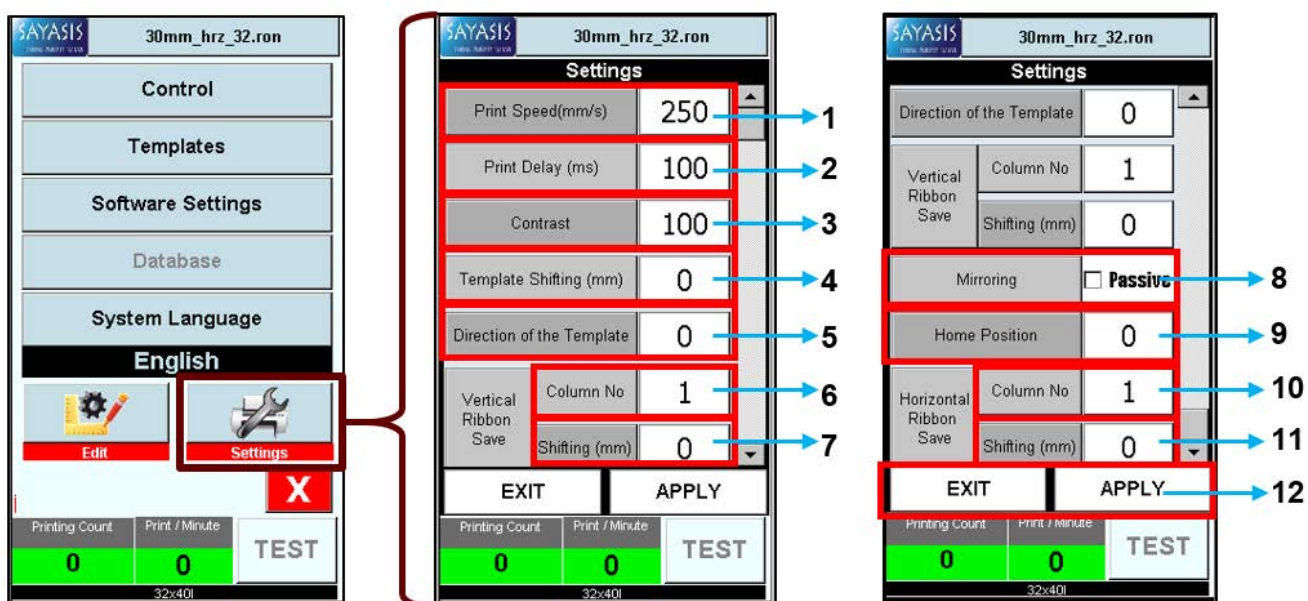 SAYASIS
30mm_hrz_32.ron
Control
Templates
Software Settings
Database
System Language
English
Edit
Settings
X
Printing Count
Print / Minute
TEST
0
0
32x40l
SAYASIS
30mm_hrz_32.ron
Settings
Print Speed(mm/s)
250
1
Print Delay (ms)
100
2
Contrast
100
3
Template Shifting (mm)
0
4
Direction of the Template
0
5
Vertical
Ribbon
Save
Column No
1
6
Shifting (mm)
0
7
EXIT
APPLY
Printing Count
Print / Minute
TEST
0
0
32x40l
SAYASIS
30mm_hrz_32.ron
Settings
Direction of the Template
0
Vertical
Ribbon
Save
Column No
1
Shifting (mm)
0
Mirroring
Passive
8
Home Position
0
9
Horizontal
Ribbon
Save
Column No
1
10
Shifting (mm)
0
11
EXIT
APPLY
12
Printing Count
Print / Minute
TEST
0
0
32x40l